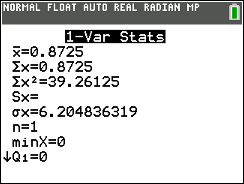 NORMAL FLOAT AUTO REAL RADIAN MP
1-Var Stats
x̄=0.8725
Σx=0.8725
Σx²=39.26125
Sx=
σx=6.204836319
n=1
minX=0
↓Q₁=0